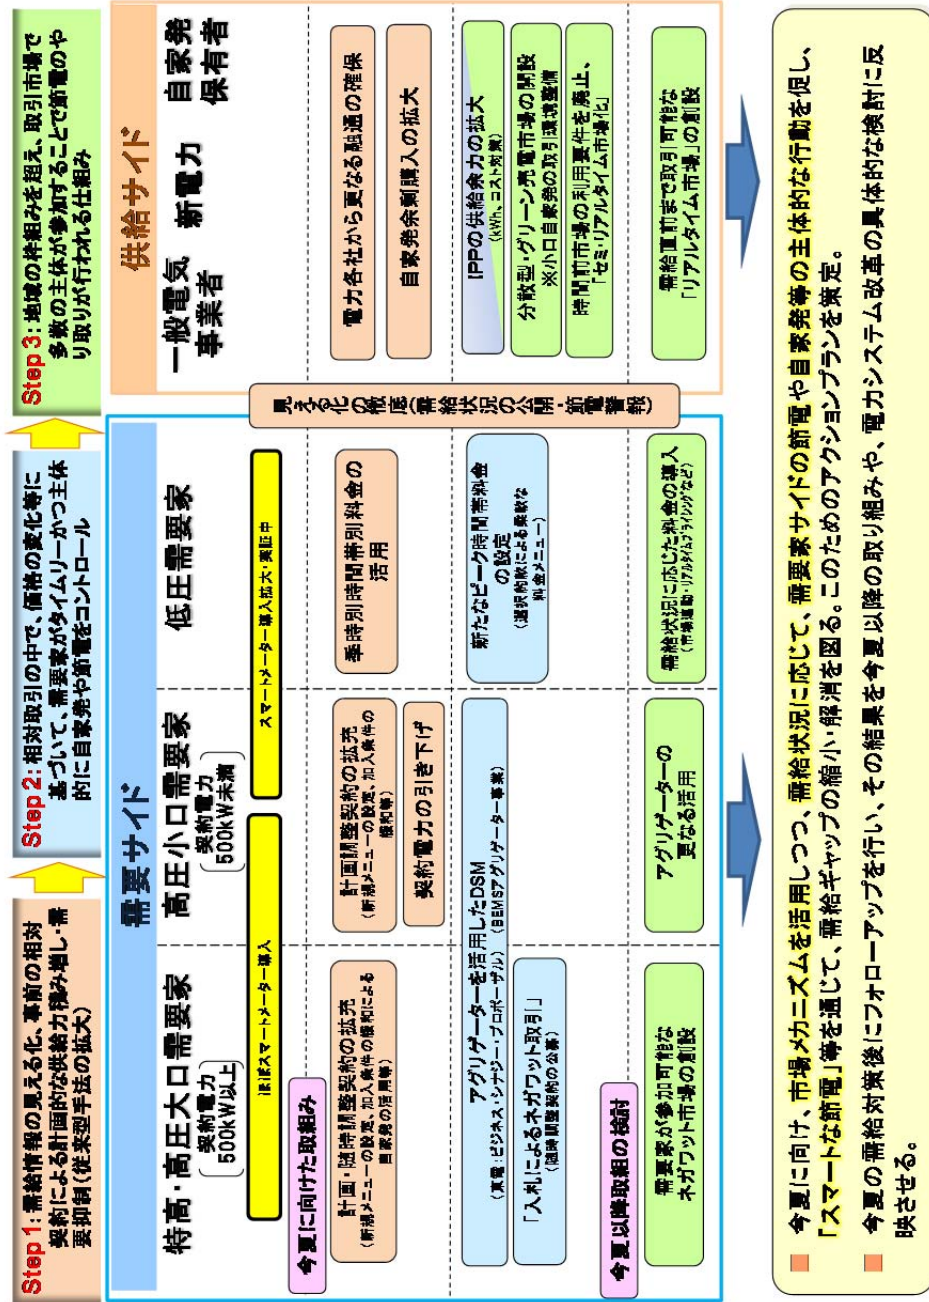 Step 1: 需給情報の見える化、事前の相対
契約による計画的な供給力積み増し・需
要抑制(従来型手法の拡大)
Step 2: 相対取引の中で、価格の変化等に
基づいて、需要家がタイムリーかつ主体
的に自家発や節電をコントロール
Step 3: 地域の枠組みを超え、取引市場で
多数の主体が参加することで節電のや
り取りが行われる仕組み
需要サイド
特高・高圧大口需要家
契約電力
500kW以上
高圧小口需要家
契約電力
500kW未満
低圧需要家
ほぼスマートメーター導入
スマートメーター導入拡大・実証中
今夏に向けた取組み
計画・随時調整契約の拡充
(新規メニューの設定、加入条件の緩和による
自家発の活用等)
計画調整契約の拡充
(新規メニューの設定、加入条件の
緩和等)
契約電力の引き下げ
季時別時間帯別料金の
活用
アグリゲーターを活用したDSM
(東電:ビジネス・シナジー・プロポーザル) (BEMSアグリゲーター事業)
「入札によるネガワット取引」
(随時調整契約の公募)
新たなピーク時間帯料金
の設定
(選択約款による柔軟な
料金メニュー)
今夏以降取組の検討
需要家が参加可能な
ネガワット市場の創設
アグリゲーターの
更なる活用
需給状況に応じた料金の導入
(市場連動・リアルタイムプライシングなど)
見える化の徹底(需給状況の公開・節電警報)
供給サイド
一般電気
事業者
新電力
自家発
保有者
電力各社から更なる融通の確保
自家発余剰購入の拡大
IPPの供給余力の拡大
(kWh、コスト対策)
分散型・グリーン売電市場の開設
※小口自家発の取引環境整備
時間前市場の利用要件を廃止、
「セミ・リアルタイム市場化」
需給直前まで取引可能な
「リアルタイム市場」の創設
今夏に向け、市場メカニズムを活用しつつ、需給状況に応じて、需要家サイドの節電や自家発等の主体的な行動を促し、
「スマートな節電」等を通じて、需給ギャップの縮小・解消を図る。このためのアクションプランを策定。
今夏の需給対策後にフォローアップを行い、その結果を今夏以降の取り組みや、電力システム改革の具体的な検討に反
映させる。